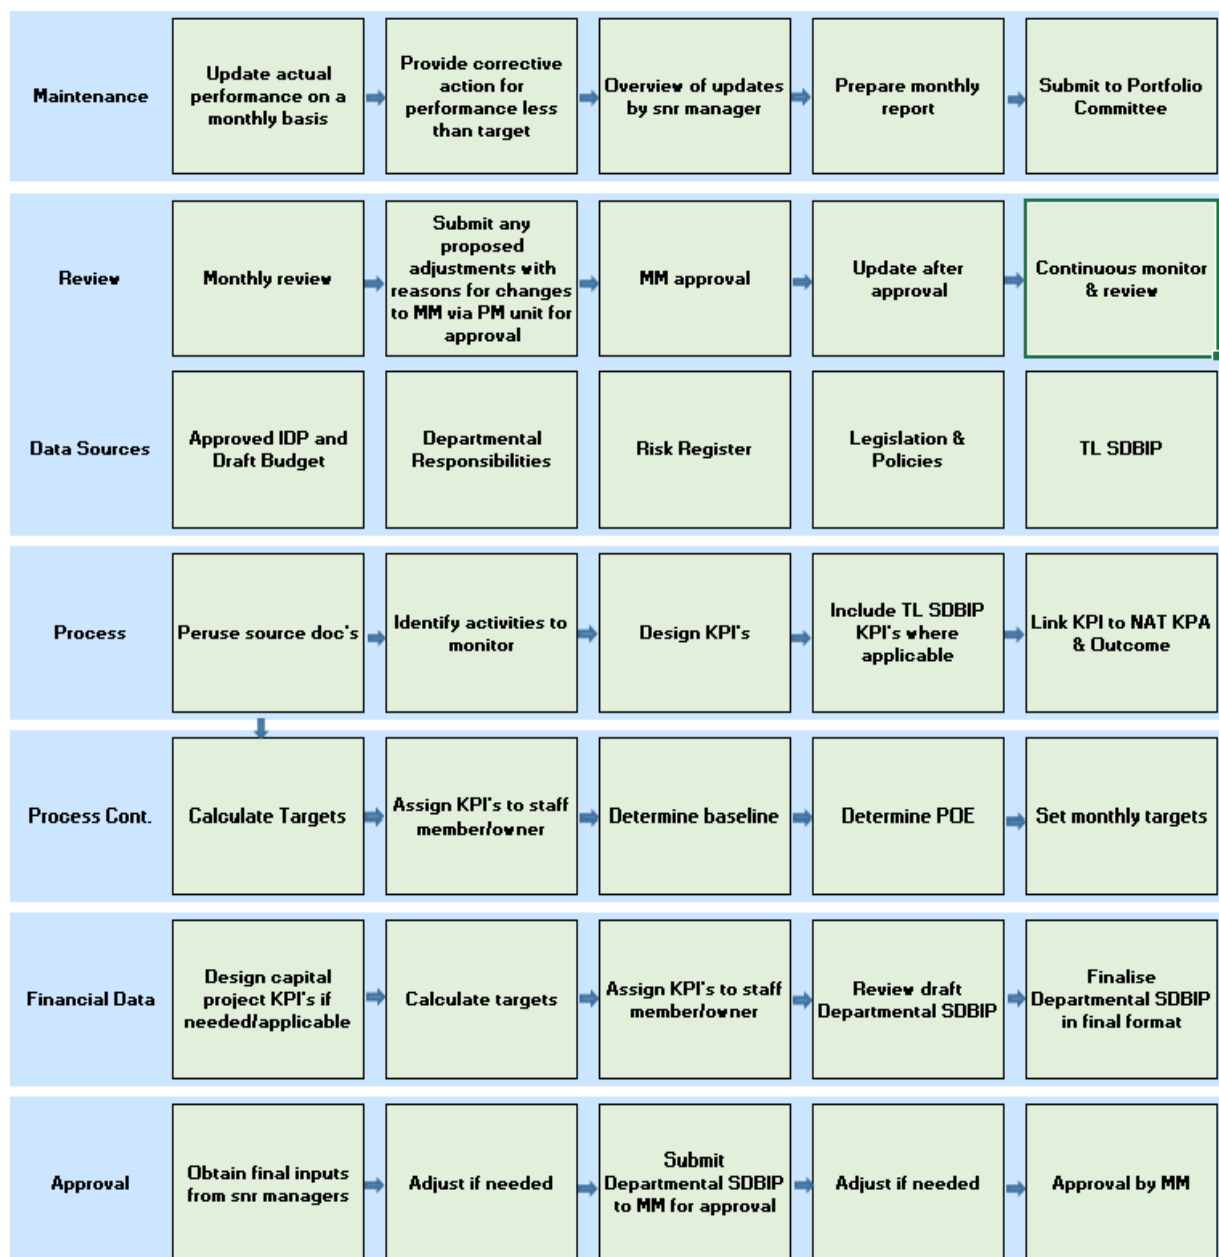 Maintenance
Update actual
performance on a
monthly basis
Provide corrective
action for
performance less
than target
Overview of updates
by snr manager
Prepare monthly
report
Submit to Portfolio
Committee
Review
Monthly review
Submit any
proposed
adjustments with
reasons for changes
to MM via PM unit for
approval
MM approval
Update after
approval
Continuous monitor
& review
Data Sources
Approved IDP and
Draft Budget
Departmental
Responsibilities
Risk Register
Legislation &
Policies
TL SDBIP
Process
Peruse source doc's
Identify activities to
monitor
Design KPI's
Include TL SDBIP
KPI's where
applicable
Link KPI to NAT KPA
& Outcome
Process Cont.
Calculate Targets
Assign KPI's to staff
member/owner
Determine baseline
Determine POE
Set monthly targets
Financial Data
Design capital
project KPI's if
needed/applicable
Calculate targets
Assign KPI's to staff
member/owner
Review draft
Departmental SDBIP
Finalise
Departmental SDBIP
in final format
Approval
Obtain final inputs
from snr managers
Adjust if needed
Submit
Departmental SDBIP
to MM for approval
Adjust if needed
Approval by MM